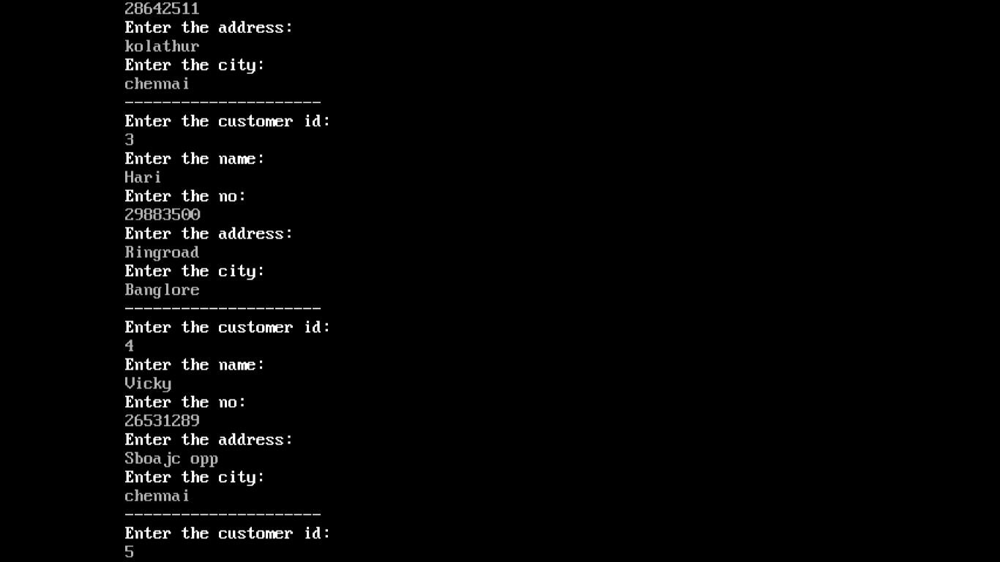 28642511
Enter the address:
kolathur
Enter the city:
chennai
---------------------
Enter the customer id:
3
Enter the name:
Hari
Enter the no:
29883500
Enter the address:
Ringroad
Enter the city:
Banglore
---------------------
Enter the customer id:
4
Enter the name:
Vicky
Enter the no:
26531289
Enter the address:
Sboajc opp
Enter the city:
chennai
---------------------
Enter the customer id:
5